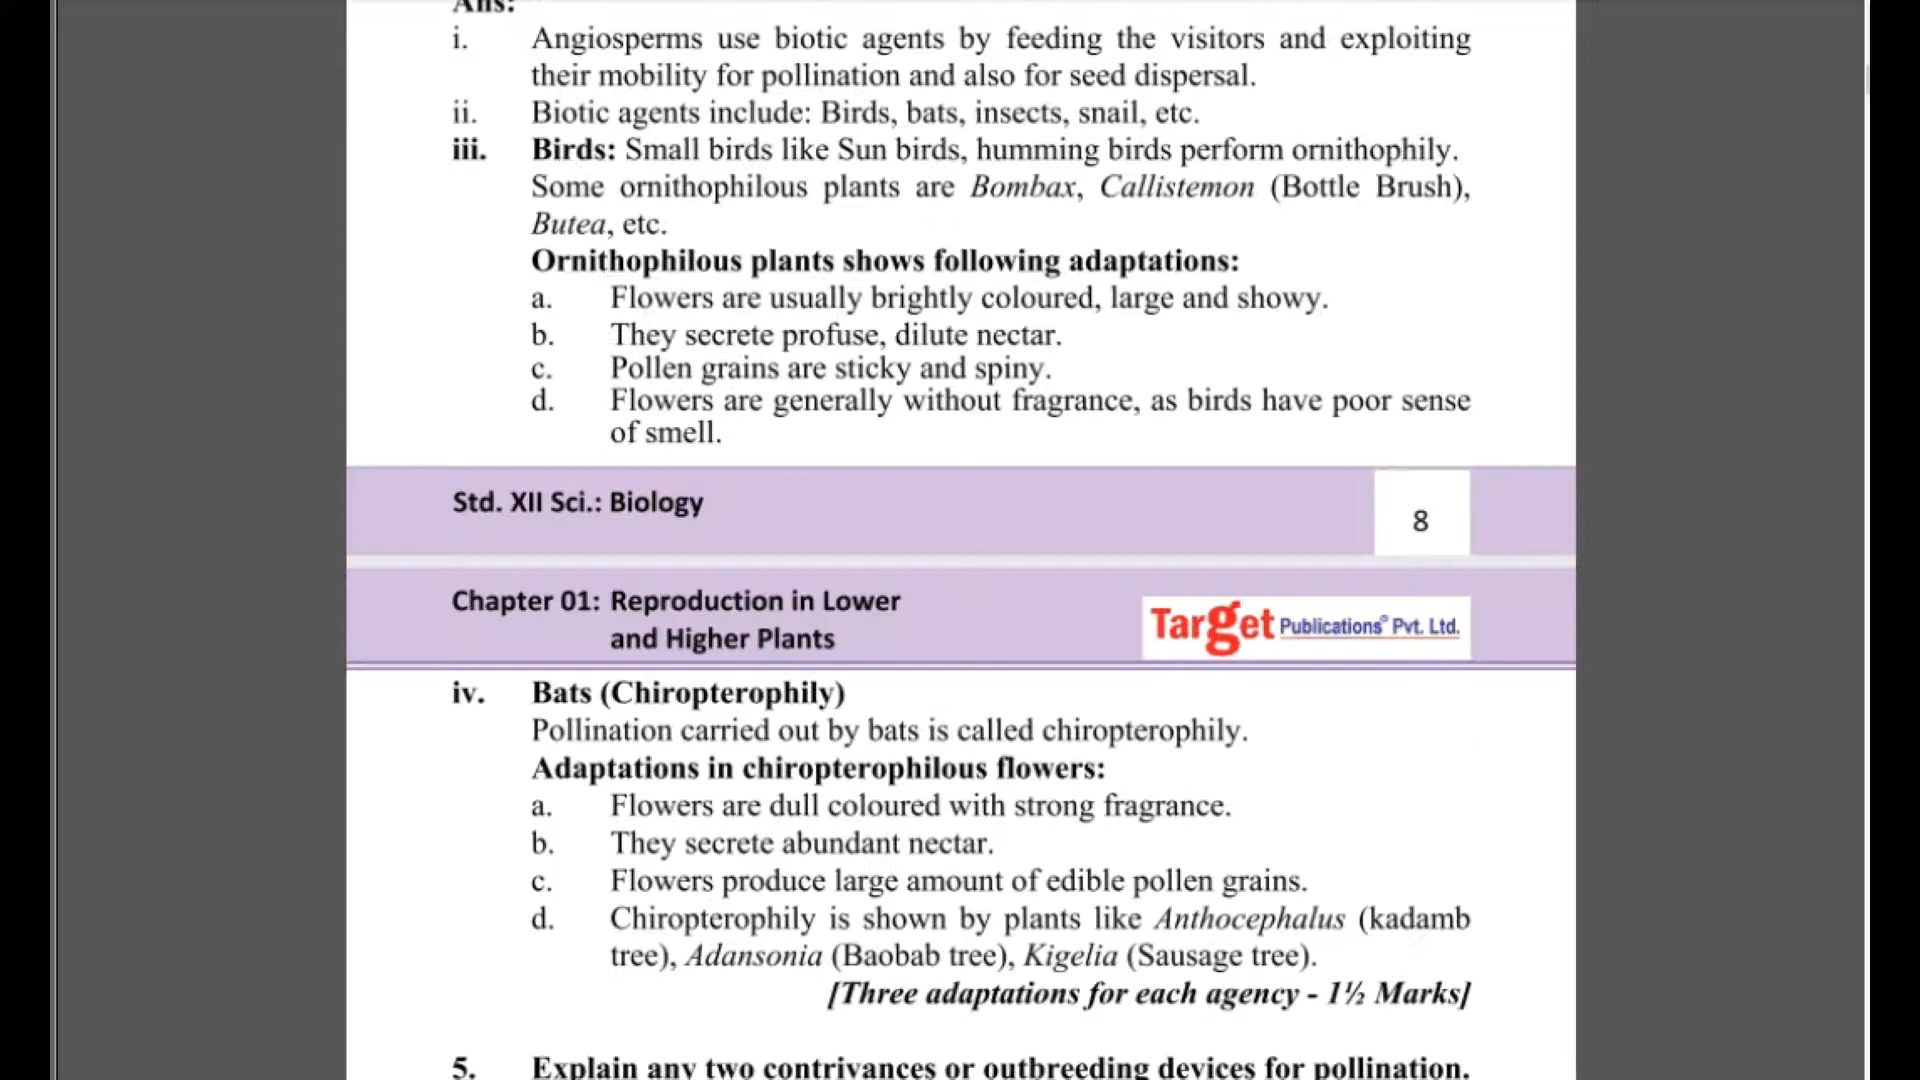 Ans:
i. Angiosperms use biotic agents by feeding the visitors and exploiting
their mobility for pollination and also for seed dispersal.
ii. Biotic agents include: Birds, bats, insects, snail, etc.
iii. Birds: Small birds like Sun birds, humming birds perform ornithophily.
Some ornithophilous plants are Bombax, Callistemon (Bottle Brush),
Butea, etc.
Ornithophilous plants shows following adaptations:
a. Flowers are usually brightly coloured, large and showy.
b. They secrete profuse, dilute nectar.
c. Pollen grains are sticky and spiny.
d. Flowers are generally without fragrance, as birds have poor sense
of smell.
Std. XII Sci.: Biology
8
Chapter 01: Reproduction in Lower
and Higher Plants
Target Publications® Pvt. Ltd.
iv. Bats (Chiropterophily)
Pollination carried out by bats is called chiropterophily.
Adaptations in chiropterophilous flowers:
a. Flowers are dull coloured with strong fragrance.
b. They secrete abundant nectar.
c. Flowers produce large amount of edible pollen grains.
d. Chiropterophily is shown by plants like Anthocephalus (kadamb
tree), Adansonia (Baobab tree), Kigelia (Sausage tree).
[Three adaptations for each agency - 1½ Marks]
5. Explain any two contrivances or outbreeding devices for pollination.